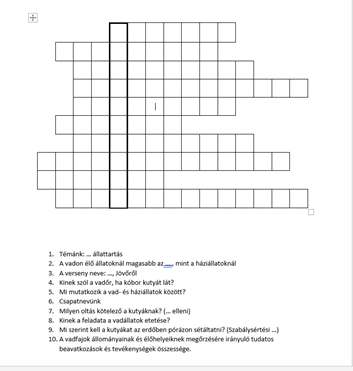 1. Témánk: ... állattartás
2. A vadon élő állatoknál magasabb az ...., mint a háziállatoknál
3. A verseny neve: ..., Jövőről
4. Kinek szól a vadőr, ha kóbor kutyát lát?
5. Mi mutatkozik a vad- és háziállatok között?
6. Csapatnevünk
7. Milyen oltás kötelező a kutyáknak? (... elleni)
8. Kinek a feladata a vadállatok etetése?
9. Mi szerint kell a kutyákat az erdőben pórázon sétáltatni? (Szabálysértési ...)
10. A vadfajok állományainak és élőhelyeiknek megőrzésére irányuló tudatos
beavatkozások és tevékenységek összessége.